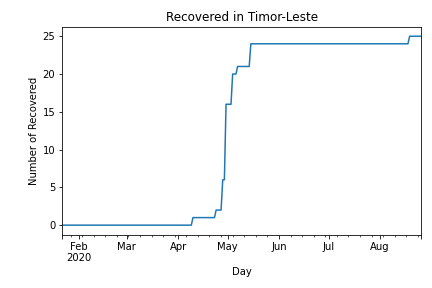 Recovered in Timor-Leste
Number of Recovered
25
20
15
10
5
0
Feb
2020
Mar
Apr
May
Jun
Jul
Aug
Day